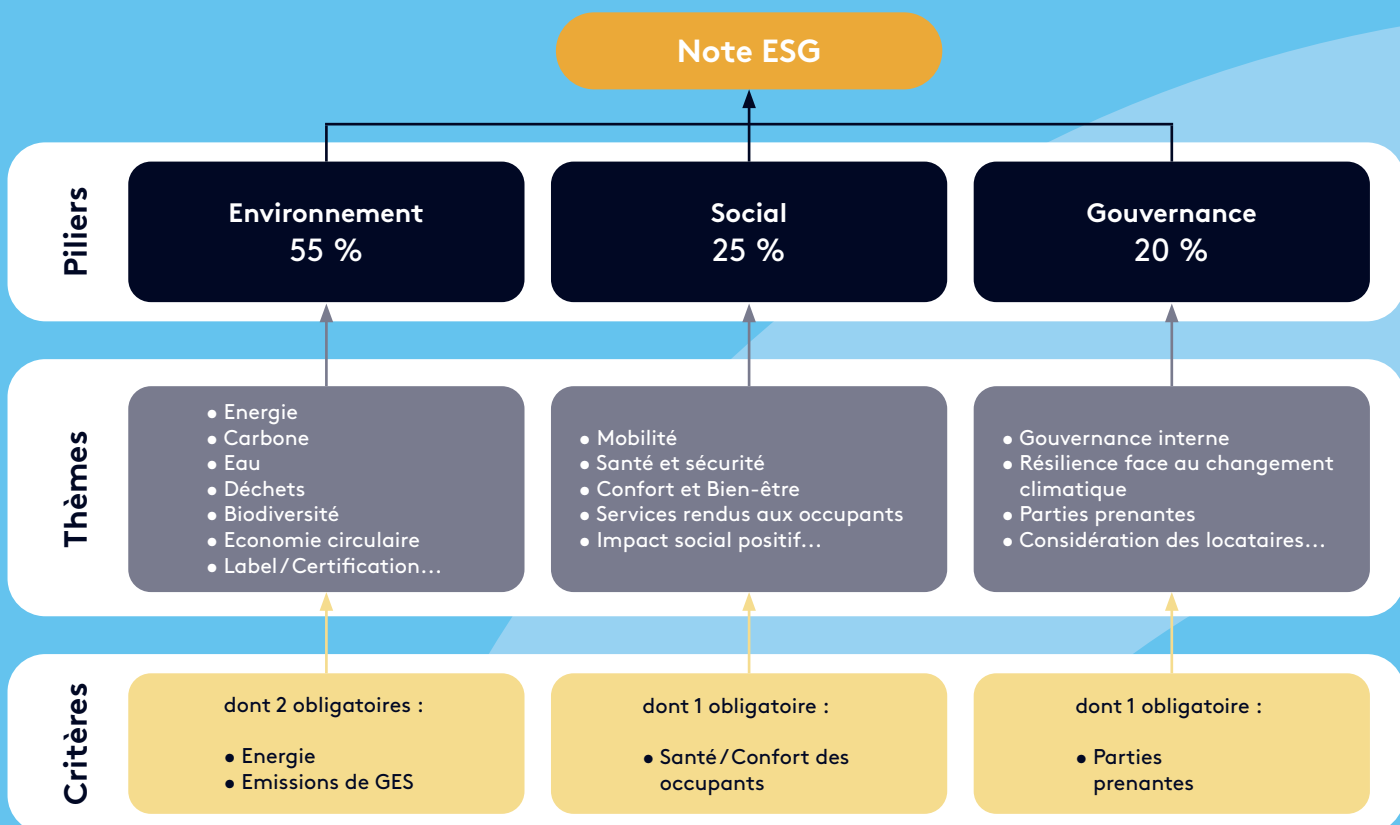 Note ESG
Piliers
Environnement
55 %
Social
25 %
Gouvernance
20 %
Thèmes
● Energie
● Carbone
● Eau
● Déchets
● Biodiversité
● Economie circulaire
● Label / Certification...
● Mobilité
● Santé et sécurité
● Confort et Bien-être
● Services rendus aux occupants
● Impact social positif...
● Gouvernance interne
● Résilience face au changement
climatique
● Parties prenantes
● Considération des locataires...
Critères
dont 2 obligatoires :
● Energie
● Emissions de GES
dont 1 obligatoire :
● Santé / Confort des
occupants
dont 1 obligatoire :
● Parties
prenantes